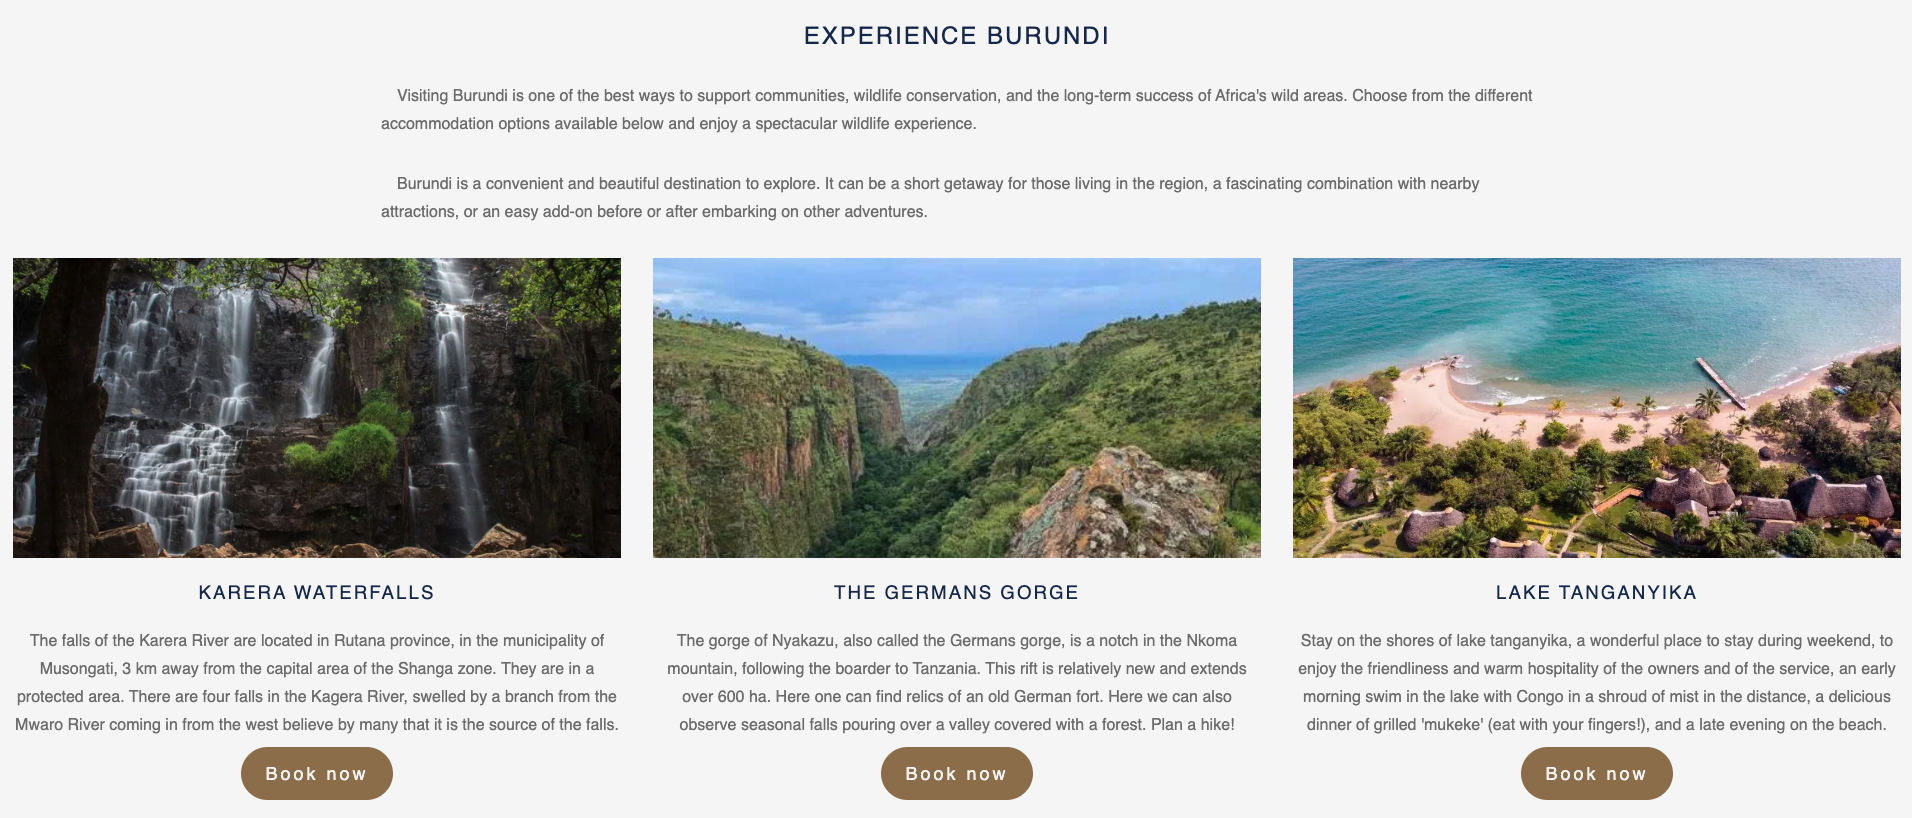 EXPERIENCE BURUNDI
Visiting Burundi is one of the best ways to support communities, wildlife conservation, and the long-term success of Africa's wild areas. Choose from the different
accommodation options available below and enjoy a spectacular wildlife experience.
Burundi is a convenient and beautiful destination to explore. It can be a short getaway for those living in the region, a fascinating combination with nearby
attractions, or an easy add-on before or after embarking on other adventures.
KARERA WATERFALLS
The falls of the Karera River are located in Rutana province, in the municipality of
Musongati, 3 km away from the capital area of the Shanga zone. They are in a
protected area. There are four falls in the Kagera River, swelled by a branch from the
Mwaro River coming in from the west believe by many that it is the source of the falls.
Book now
THE GERMANS GORGE
The gorge of Nyakazu, also called the Germans gorge, is a notch in the Nkoma
mountain, following the boarder to Tanzania. This rift is relatively new and extends
over 600 ha. Here one can find relics of an old German fort. Here we can also
observe seasonal falls pouring over a valley covered with a forest. Plan a hike!
Book now
LAKE TANGANYIKA
Stay on the shores of lake tanganyika, a wonderful place to stay during weekend, to
enjoy the friendliness and warm hospitality of the owners and of the service, an early
morning swim in the lake with Congo in a shroud of mist in the distance, a delicious
dinner of grilled 'mukeke' (eat with your fingers!), and a late evening on the beach.
Book now